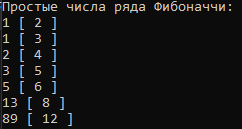 Простые числа ряда Фибоначчи:
1 [ 2 ]
1 [ 3 ]
2 [ 4 ]
3 [ 5 ]
5 [ 6 ]
13 [ 8 ]
89 [ 12 ]